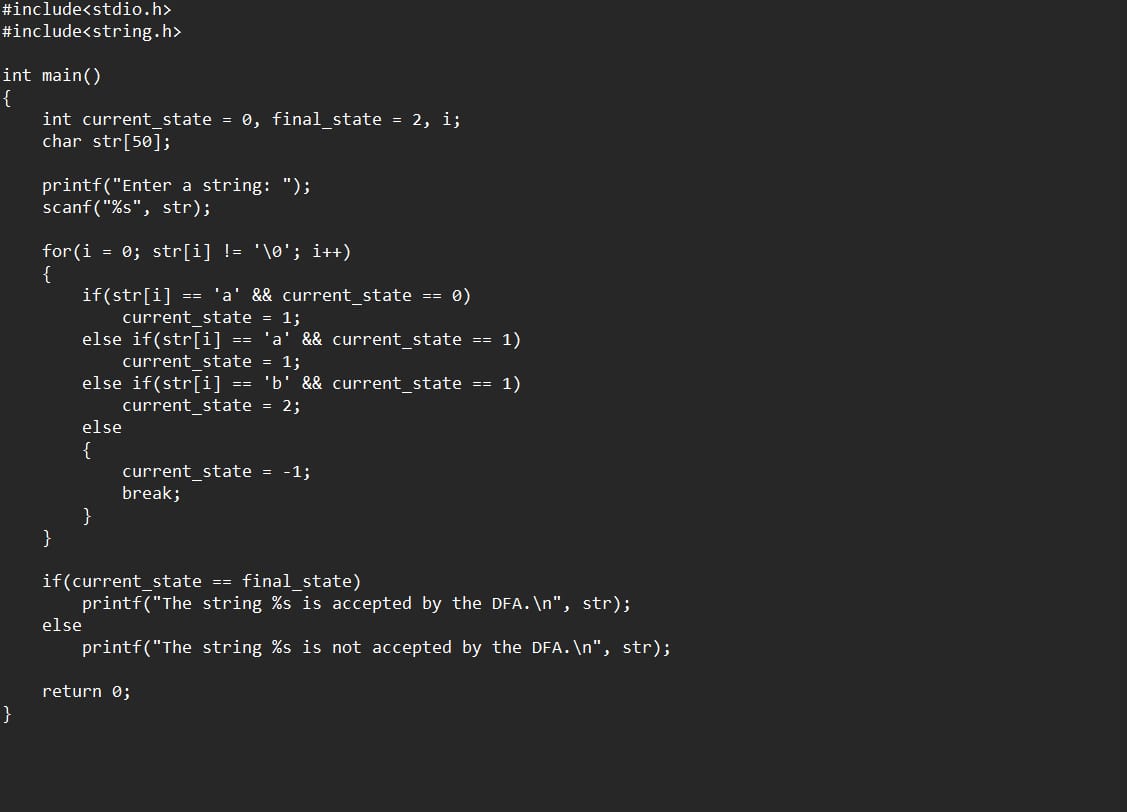 #include<stdio.h>
#include<string.h>

int main()
{
    int current_state = 0, final_state = 2, i;
    char str[50];

    printf("Enter a string: ");
    scanf("%s", str);

    for(i = 0; str[i] != '\0'; i++)
    {
        if(str[i] == 'a' && current_state == 0)
            current_state = 1;
        else if(str[i] == 'a' && current_state == 1)
            current_state = 1;
        else if(str[i] == 'b' && current_state == 1)
            current_state = 2;
        else
        {
            current_state = -1;
            break;
        }
    }

    if(current_state == final_state)
        printf("The string %s is accepted by the DFA.\n", str);
    else
        printf("The string %s is not accepted by the DFA.\n", str);

    return 0;
}